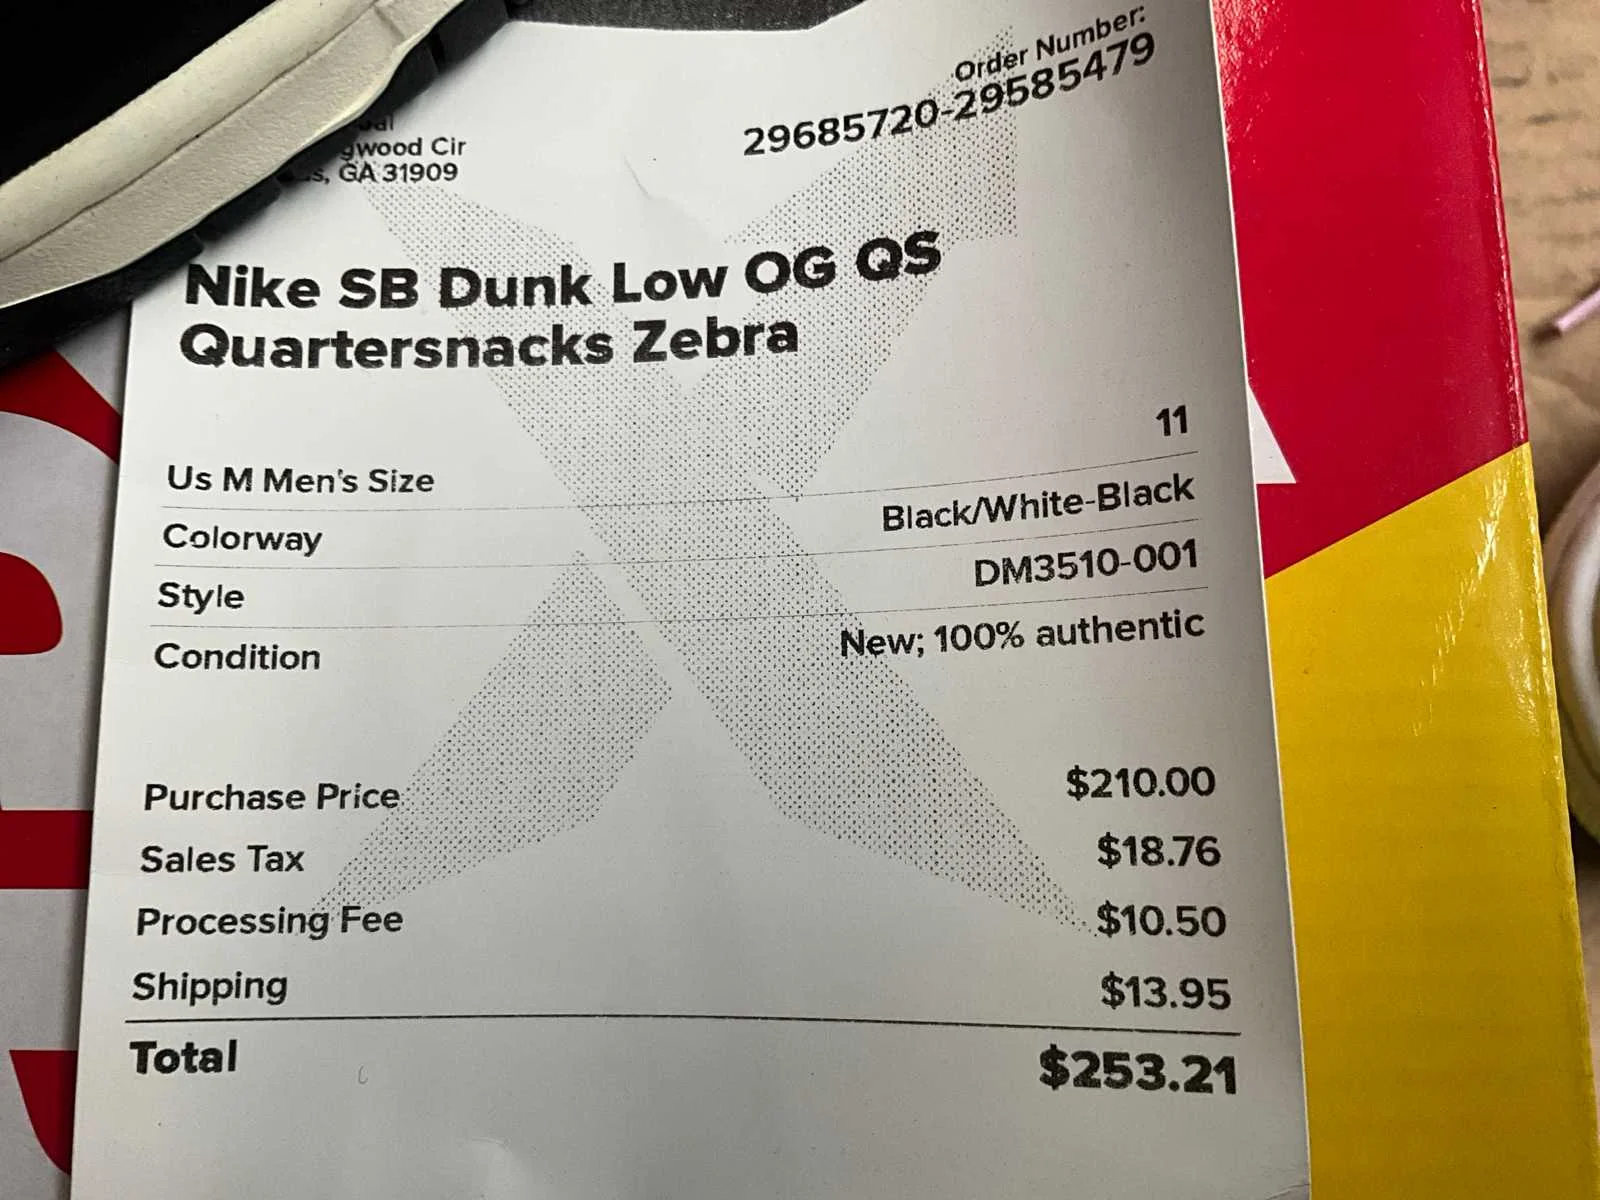 Order Number:
29685720-29585479
Cir
GA 31909
Nike SB Dunk Low OG QS
Quartersnacks Zebra
Us M Men's Size 11
Colorway Black/White-Black
Style DM3510-001
Condition New; 100% authentic
Purchase Price $210.00
Sales Tax $18.76
Processing Fee $10.50
Shipping $13.95
Total $253.21